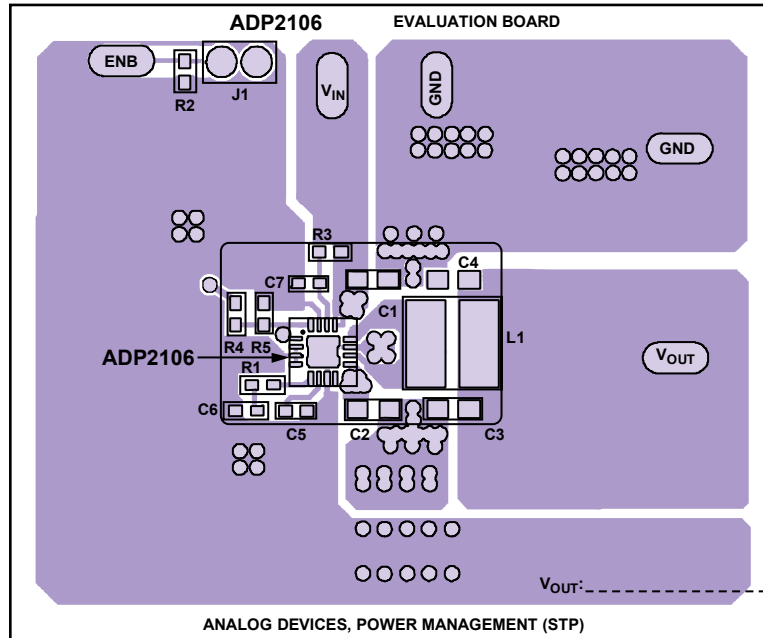 ADP2106 EVALUATION BOARD
ENB
R2
J1
VIN
GND
GND
R3
C7
C4
C1
R4
R5
L1
VOUT
ADP2106
R1
C6
C5
C2
C3
VOUT:
ANALOG DEVICES, POWER MANAGEMENT (STP)